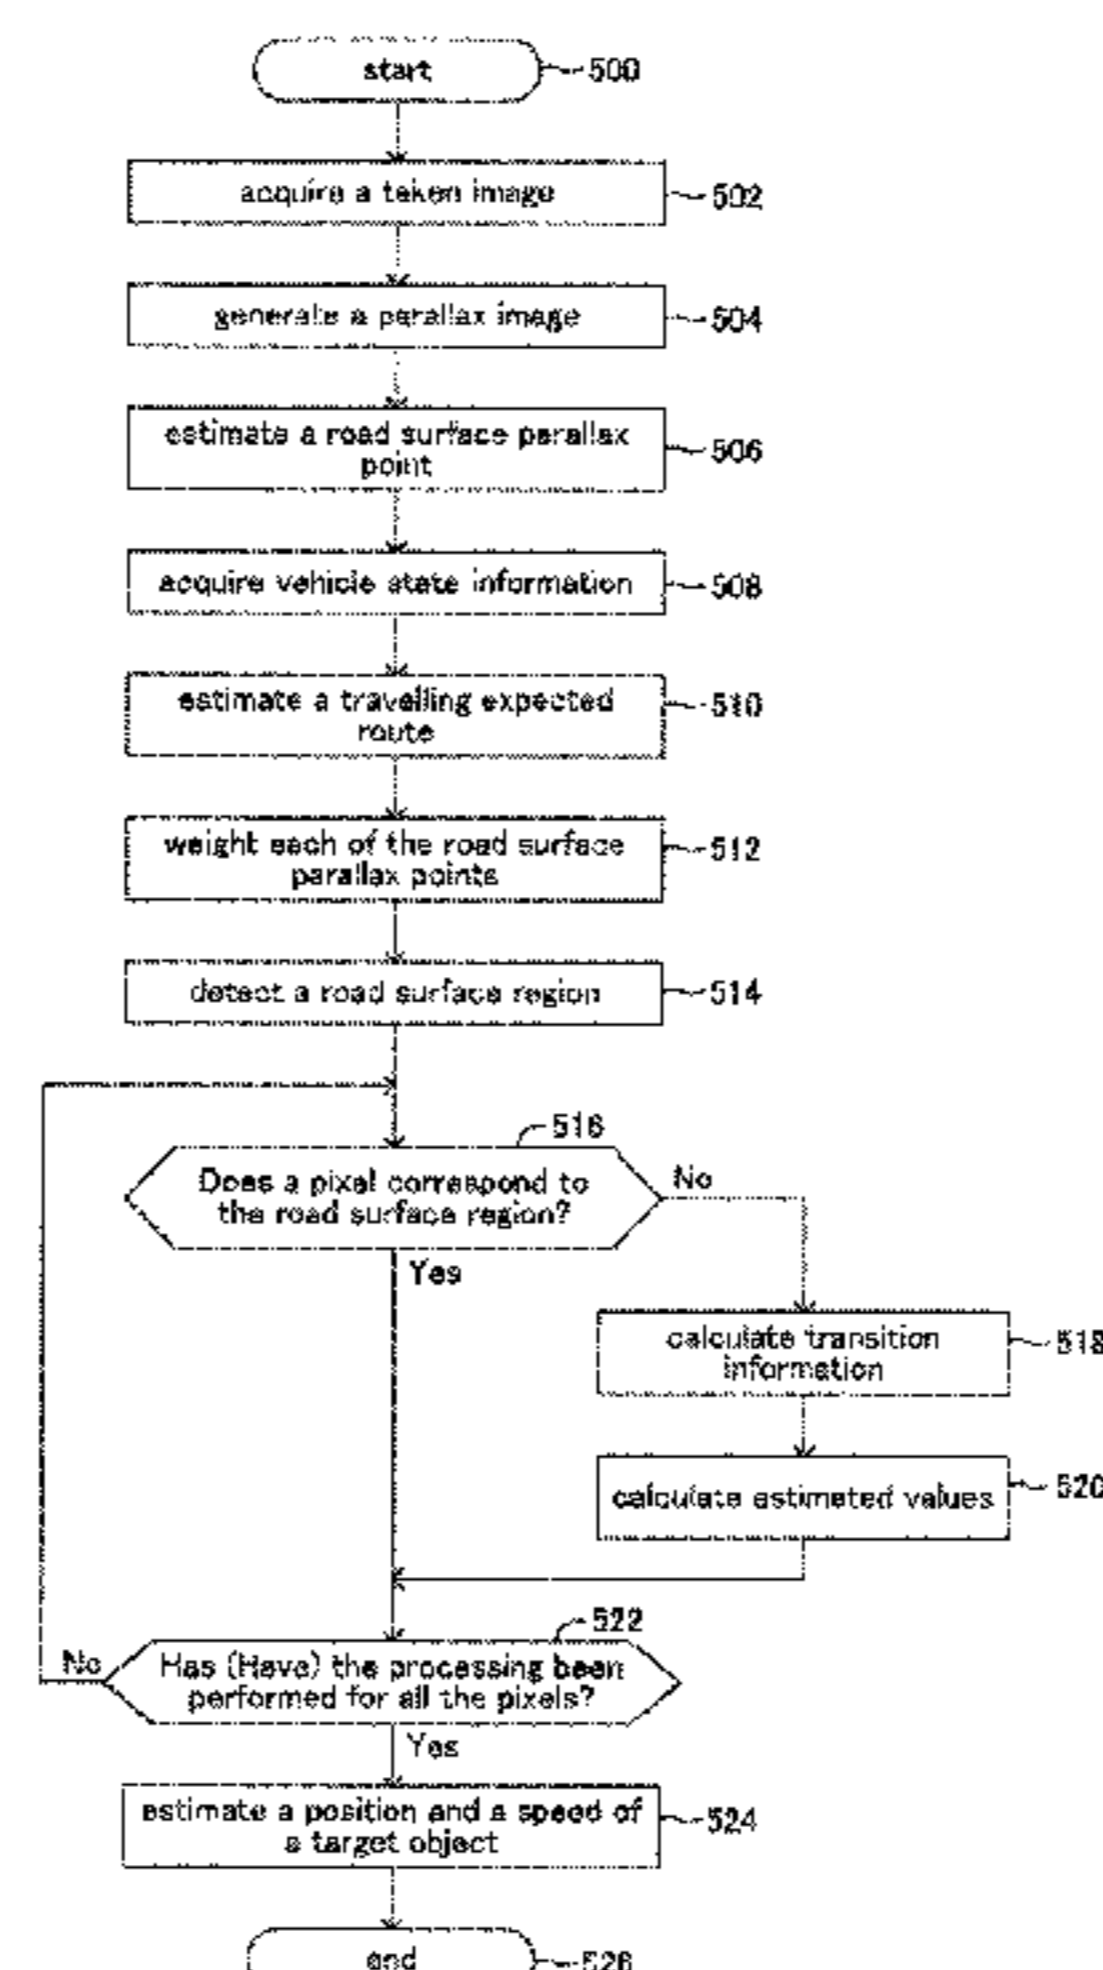 start
500
acquire a taken image
502
generate a parallax image
504
estimate a road surface parallax
point
506
acquire vehicle state information
508
estimate a travelling expected
route
510
weight each of the road surface
parallax points
512
detect a road surface region
514
516
Does a pixel correspond to
the road surface region?
No
Yes
calculate transition
information
518
calculate estimated values
520
522
Has (Have) the processing been
performed for all the pixels?
No
Yes
estimate a position and a speed of
a target object
524
end
526